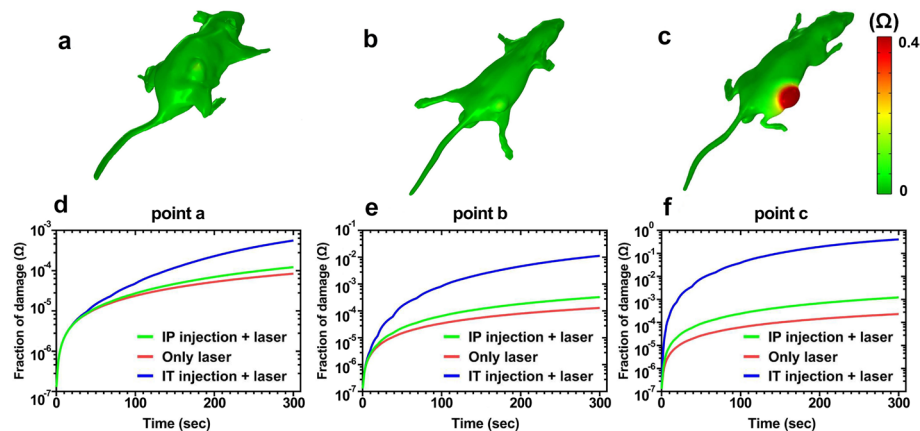 a
b
c
(Ω)
0.4
0
d
point a
Fraction of damage (Ω)
10⁻³
10⁻⁴
10⁻⁵
10⁻⁶
10⁻⁷
IP injection + laser
Only laser
IT injection + laser
0
100
200
300
Time (sec)
e
point b
Fraction of damage (Ω)
10⁻¹
10⁻²
10⁻³
10⁻⁴
10⁻⁵
10⁻⁶
10⁻⁷
IP injection + laser
Only laser
IT injection + laser
0
100
200
300
Time (sec)
f
point c
Fraction of damage (Ω)
10⁰
10⁻¹
10⁻²
10⁻³
10⁻⁴
10⁻⁵
10⁻⁶
10⁻⁷
IP injection + laser
Only laser
IT injection + laser
0
100
200
300
Time (sec)